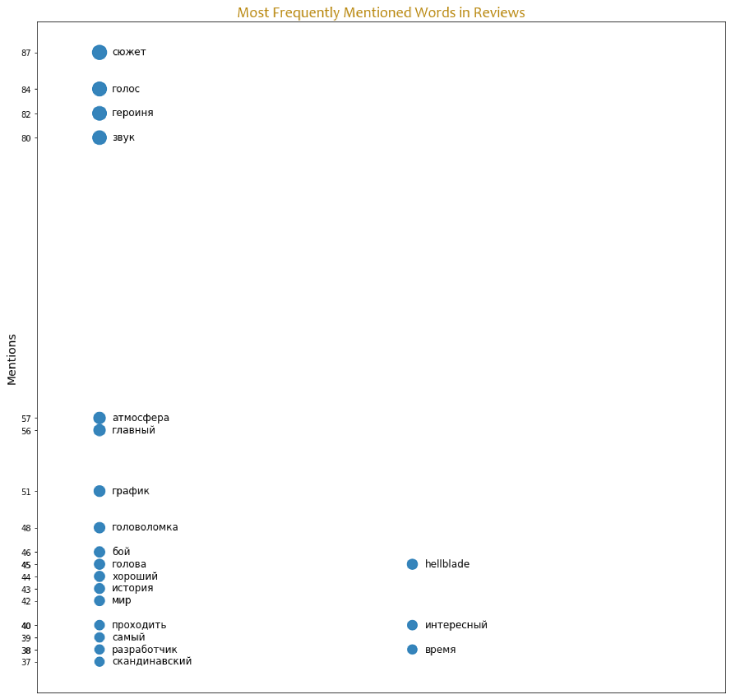 Most Frequently Mentioned Words in Reviews
Mentions
87 сюжет
84 голос
82 героиня
80 звук
57 атмосфера
56 главный
51 график
48 головоломка
46 бой
45 голова hellblade
44 хороший
43 история
42 мир
40 проходить интересный
39 самый
38 разработчик время
37 скандинавский